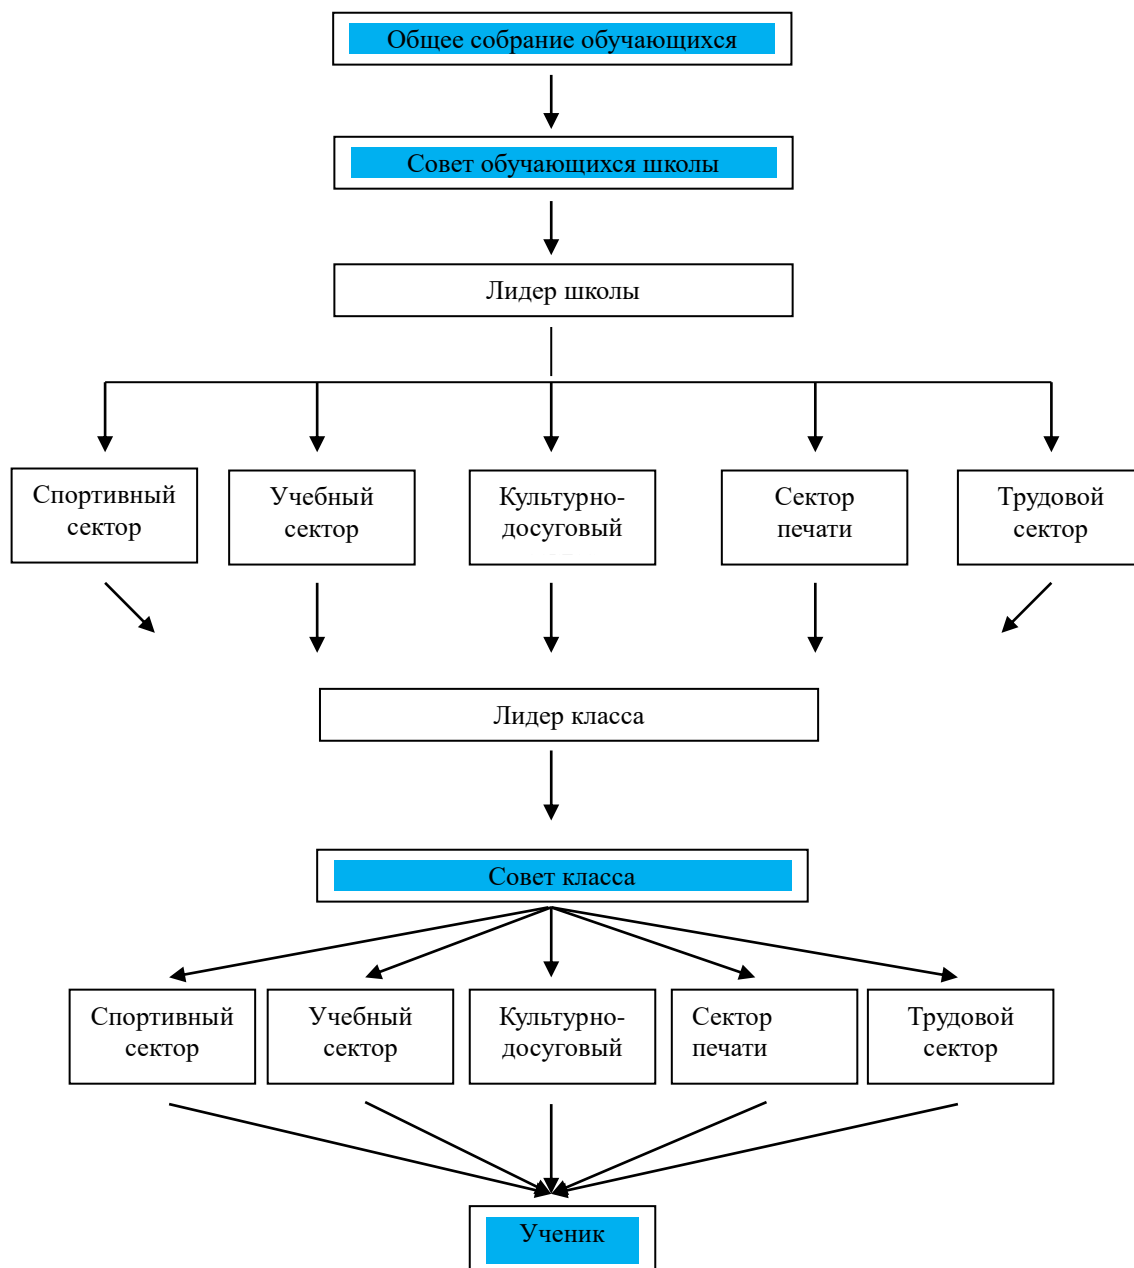 Общее собрание обучающихся
Совет обучающихся школы
Лидер школы
Спортивный
сектор
Учебный
сектор
Культурно-
досуговый
Сектор
печати
Трудовой
сектор
Лидер класса
Совет класса
Спортивный
сектор
Учебный
сектор
Культурно-
досуговый
Сектор
печати
Трудовой
сектор
Ученик